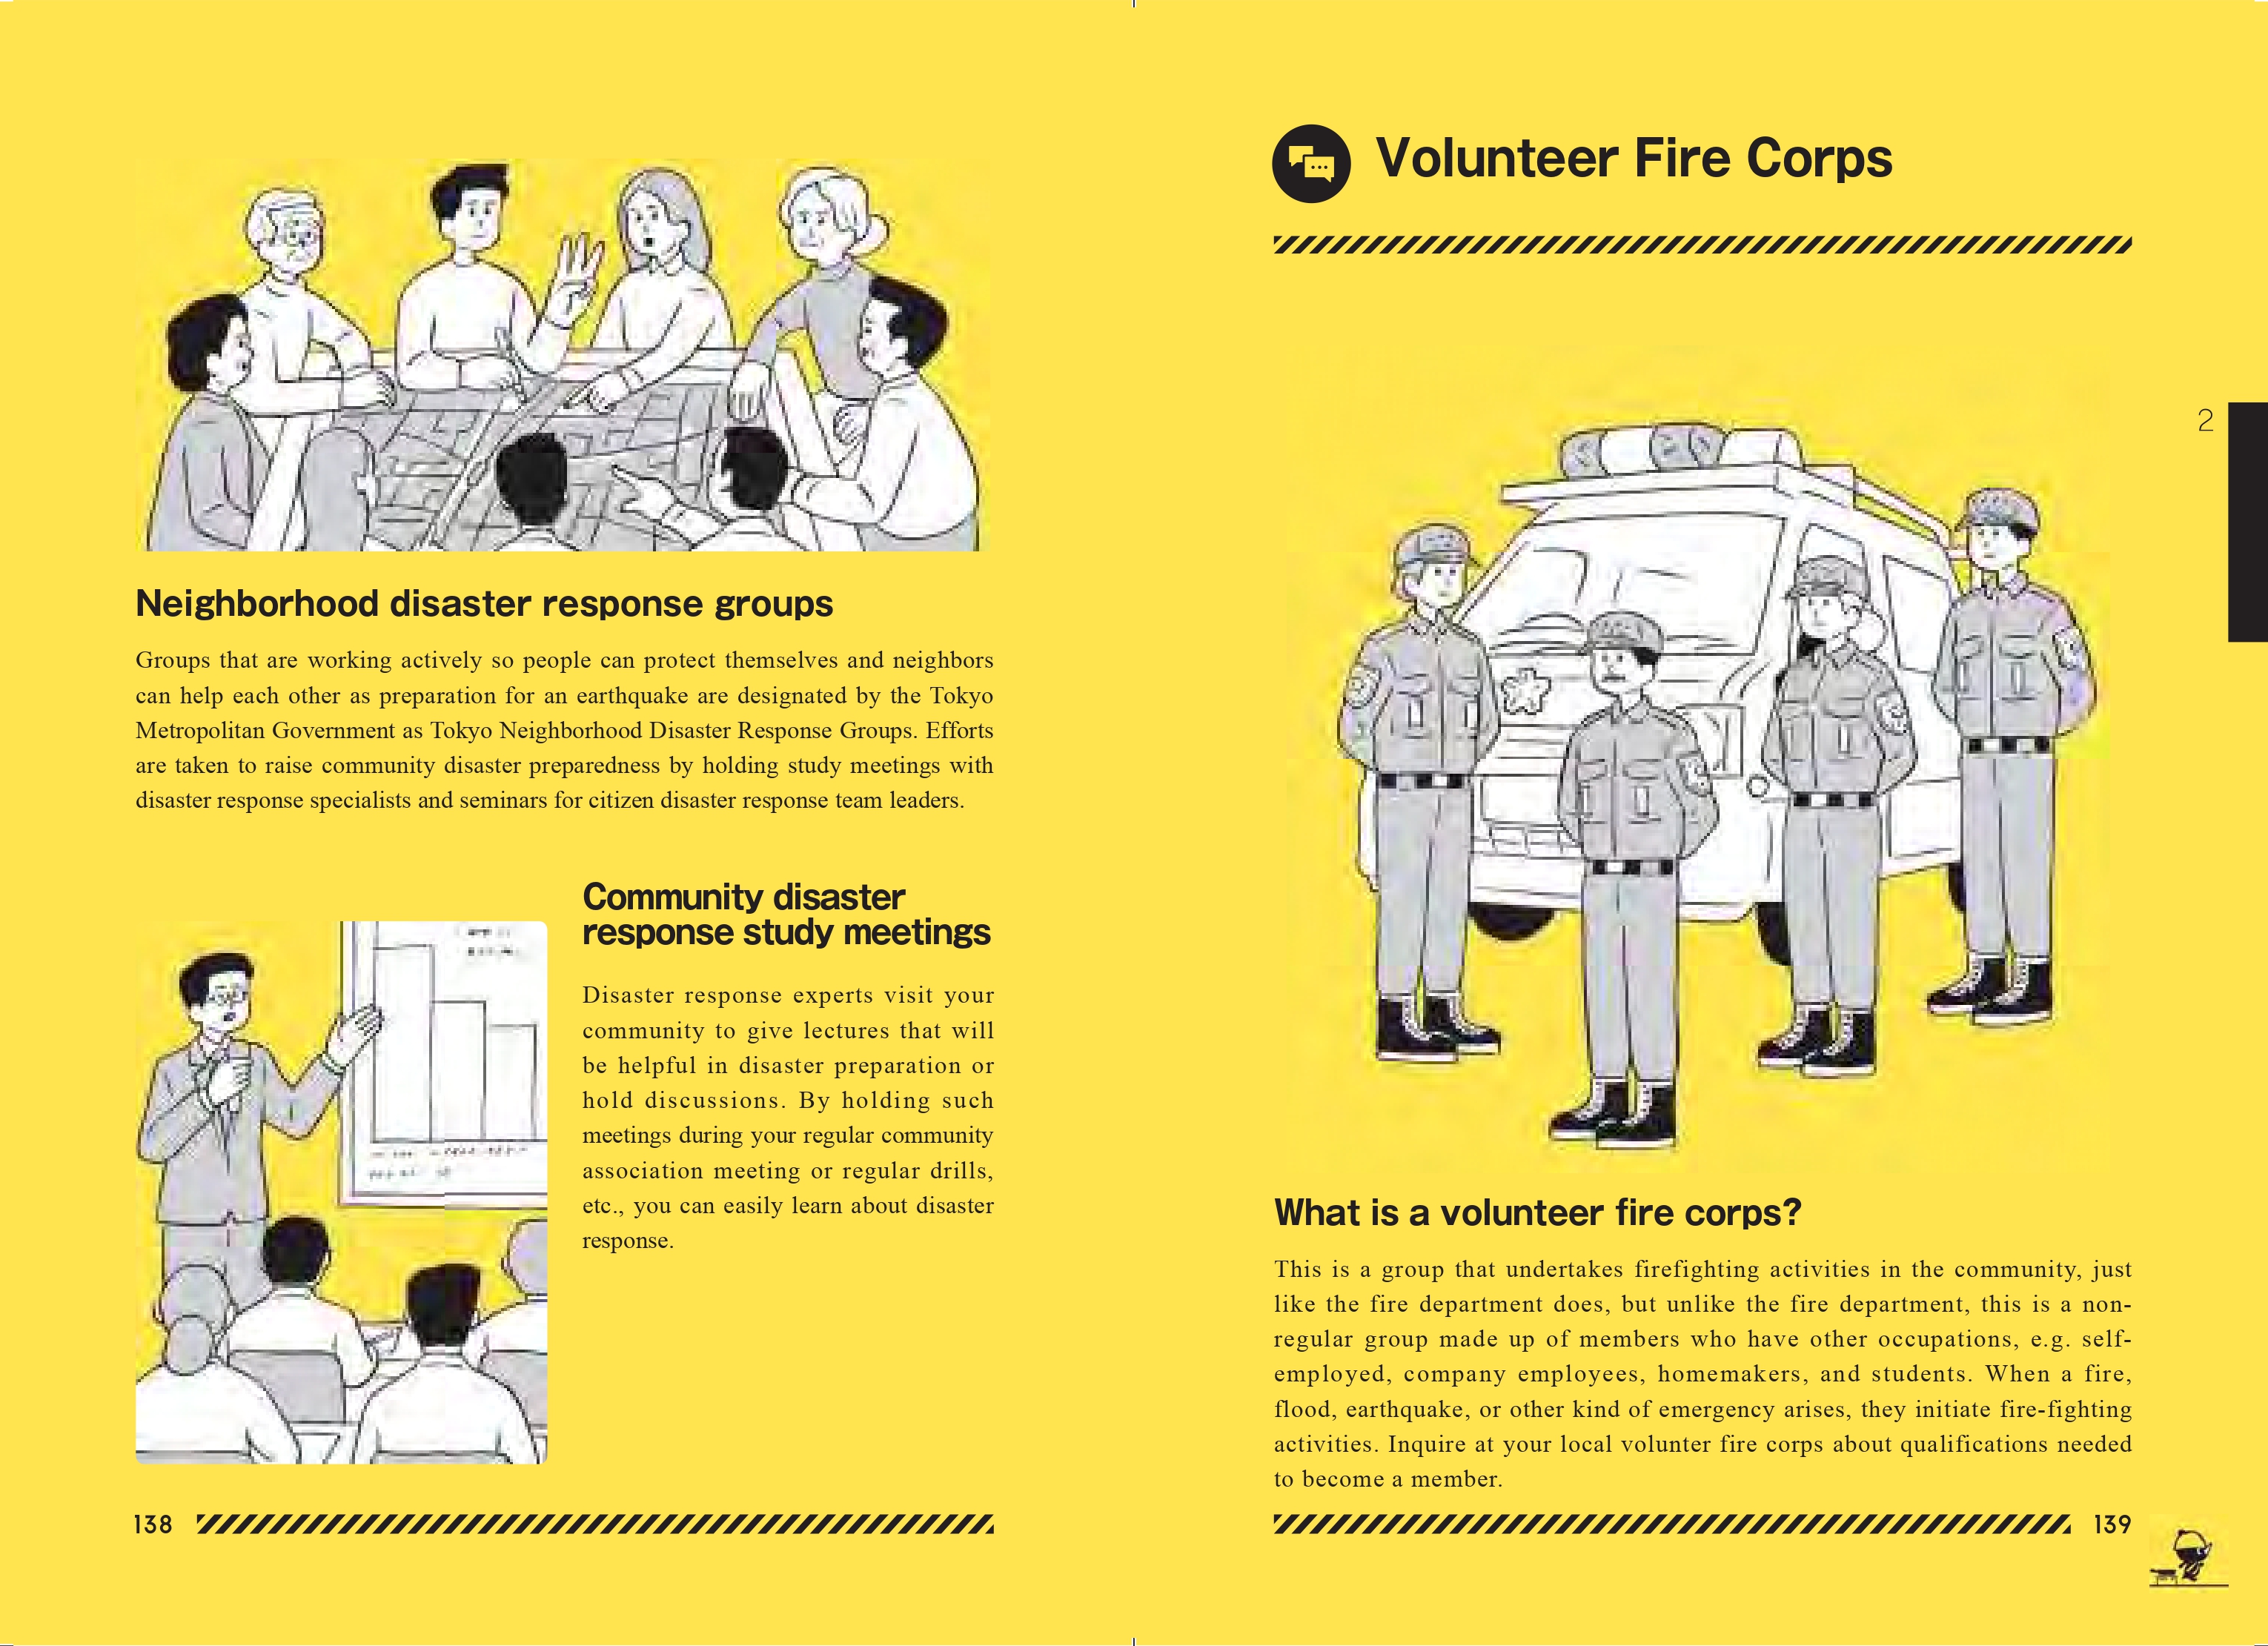 Neighborhood disaster response groups
Groups that are working actively so people can protect themselves and neighbors
can help each other as preparation for an earthquake are designated by the Tokyo
Metropolitan Government as Tokyo Neighborhood Disaster Response Groups. Efforts
are taken to raise community disaster preparedness by holding study meetings with
disaster response specialists and seminars for citizen disaster response team leaders.
Community disaster
response study meetings
Disaster response experts visit your
community to give lectures that will
be helpful in disaster preparation or
hold discussions. By holding such
meetings during your regular community
association meeting or regular drills,
etc., you can easily learn about disaster
response.
138
Volunteer Fire Corps
2
What is a volunteer fire corps?
This is a group that undertakes firefighting activities in the community, just
like the fire department does, but unlike the fire department, this is a non-
regular group made up of members who have other occupations, e.g. self-
employed, company employees, homemakers, and students. When a fire,
flood, earthquake, or other kind of emergency arises, they initiate fire-fighting
activities. Inquire at your local volunter fire corps about qualifications needed
to become a member.
139